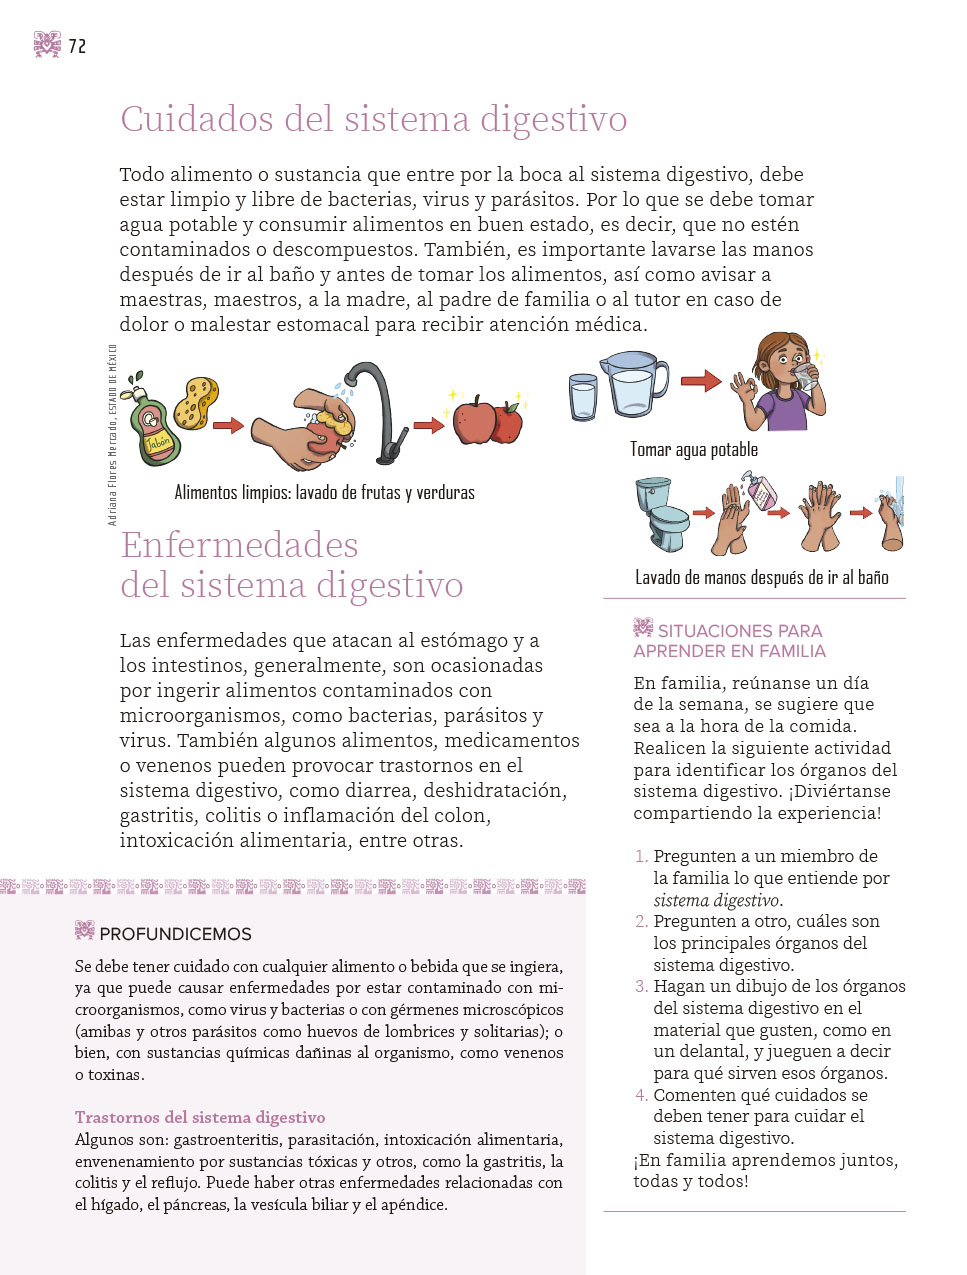 72
Cuidados del sistema digestivo
Todo alimento o sustancia que entre por la boca al sistema digestivo, debe
estar limpio y libre de bacterias, virus y parásitos. Por lo que se debe tomar
agua potable y consumir alimentos en buen estado, es decir, que no estén
contaminados o descompuestos. También, es importante lavarse las manos
después de ir al baño y antes de tomar los alimentos, así como avisar a
maestras, maestros, a la madre, al padre de familia o al tutor en caso de
dolor o malestar estomacal para recibir atención médica.
Adriana Flores Mercado, ESTADO DE MÉXICO
Jabón
Alimentos limpios: lavado de frutas y verduras
Tomar agua potable
Lavado de manos después de ir al baño
Enfermedades
del sistema digestivo
Las enfermedades que atacan al estómago y a
los intestinos, generalmente, son ocasionadas
por ingerir alimentos contaminados con
microorganismos, como bacterias, parásitos y
virus. También algunos alimentos, medicamentos
o venenos pueden provocar trastornos en el
sistema digestivo, como diarrea, deshidratación,
gastritis, colitis o inflamación del colon,
intoxicación alimentaria, entre otras.
PROFUNDICEMOS
Se debe tener cuidado con cualquier alimento o bebida que se ingiera,
ya que puede causar enfermedades por estar contaminado con mi-
croorganismos, como virus y bacterias o con gérmenes microscópicos
(amibas y otros parásitos como huevos de lombrices y solitarias); o
bien, con sustancias químicas dañinas al organismo, como venenos
o toxinas.
Trastornos del sistema digestivo
Algunos son: gastroenteritis, parasitación, intoxicación alimentaria,
envenenamiento por sustancias tóxicas y otros, como la gastritis, la
colitis y el reflujo. Puede haber otras enfermedades relacionadas con
el hígado, el páncreas, la vesícula biliar y el apéndice.
SITUACIONES PARA
APRENDER EN FAMILIA
En familia, reúnanse un día
de la semana, se sugiere que
sea a la hora de la comida.
Realicen la siguiente actividad
para identificar los órganos del
sistema digestivo. ¡Diviértanse
compartiendo la experiencia!
1. Pregunten a un miembro de
la familia lo que entiende por
sistema digestivo.
2. Pregunten a otro, cuáles son
los principales órganos del
sistema digestivo.
3. Hagan un dibujo de los órganos
del sistema digestivo en el
material que gusten, como en
un delantal, y jueguen a decir
para qué sirven esos órganos.
4. Comenten qué cuidados se
deben tener para cuidar el
sistema digestivo.
¡En familia aprendemos juntos,
todas y todos!